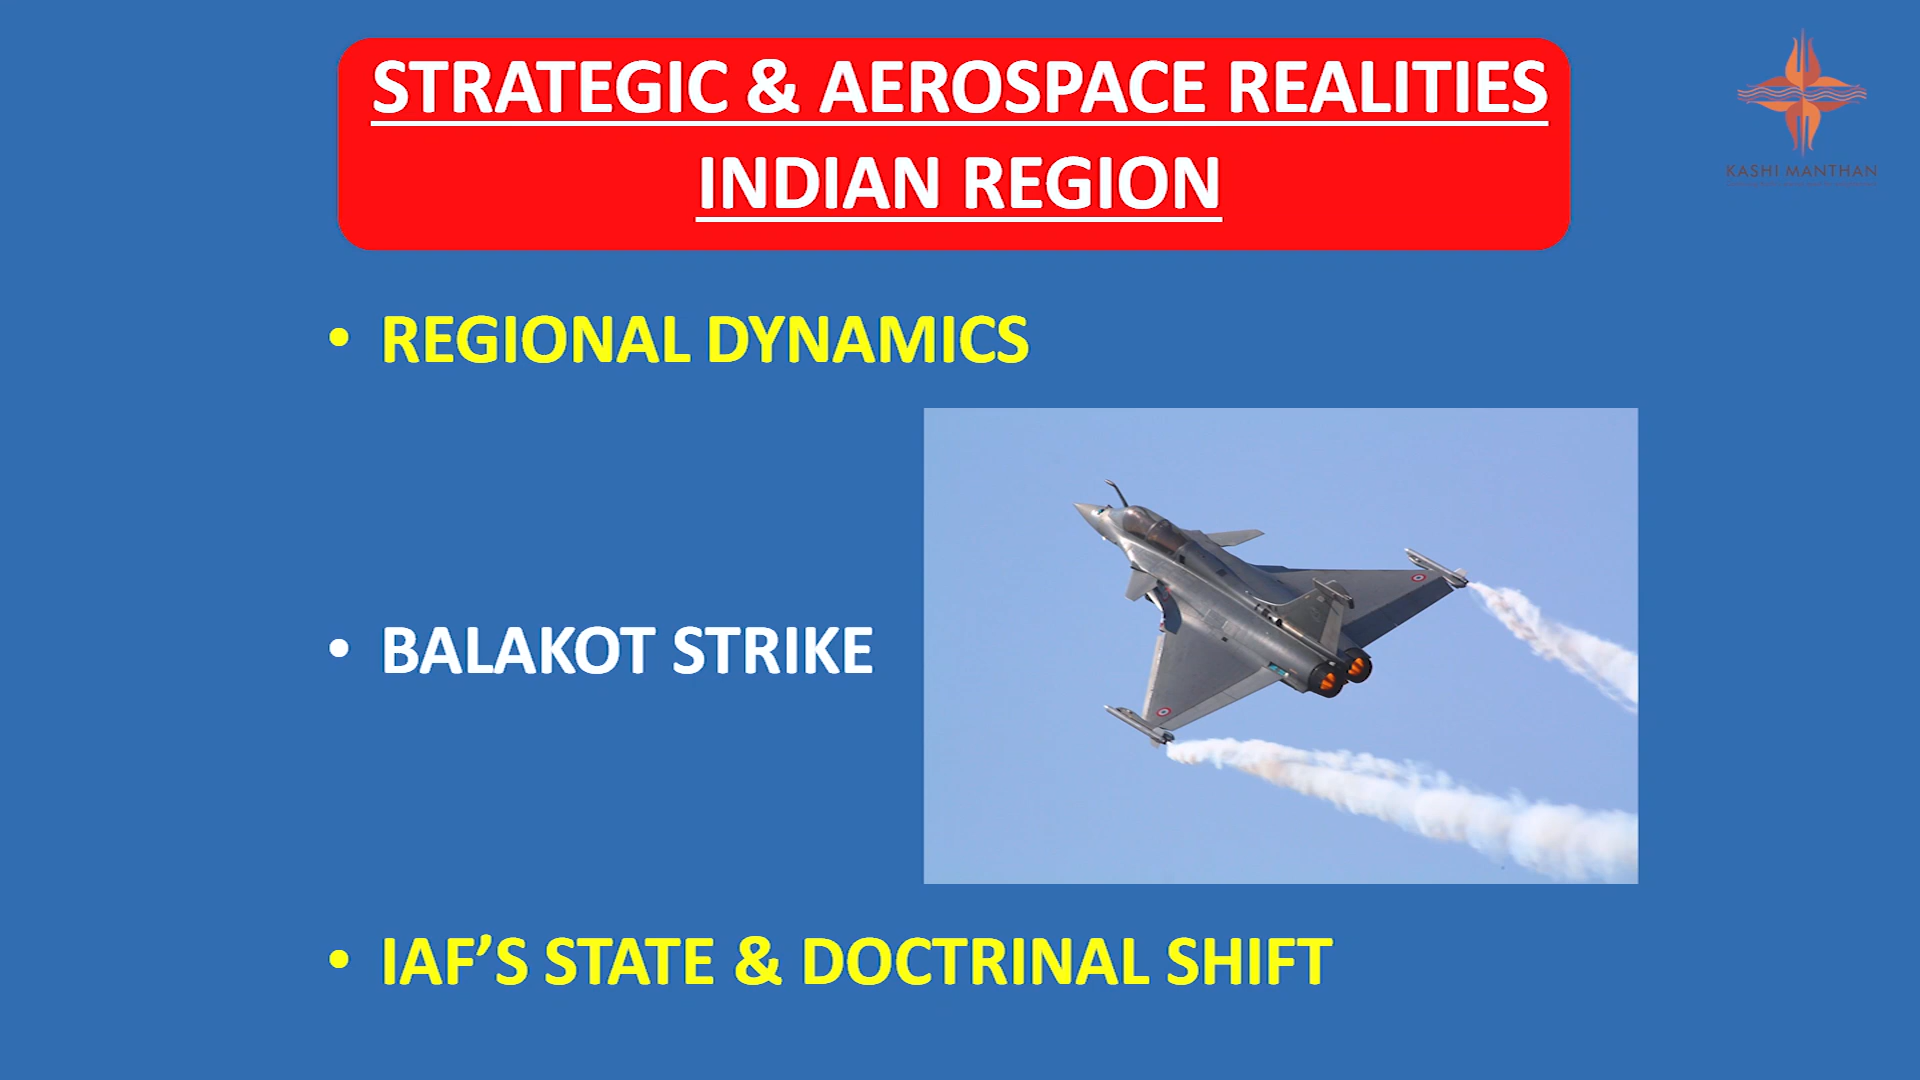 STRATEGIC & AEROSPACE REALITIES
INDIAN REGION
KASHI MANTHAN
• REGIONAL DYNAMICS
• BALAKOT STRIKE
• IAF’S STATE & DOCTRINAL SHIFT